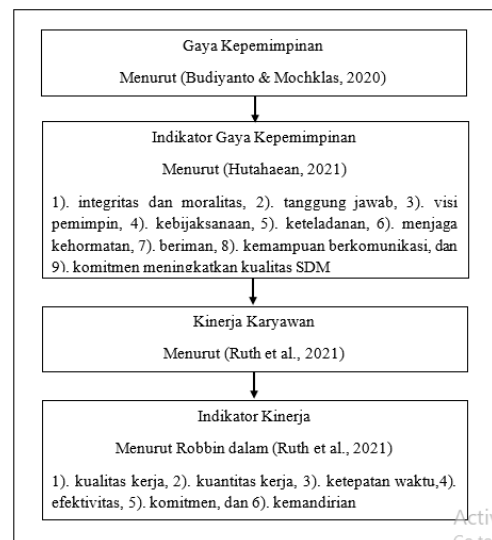 Gaya Kepemimpinan
Menurut (Budiyanto & Mochklas, 2020)
Indikator Gaya Kepemimpinan
Menurut (Hutahaean, 2021)
1). integritas dan moralitas, 2). tanggung jawab, 3). visi
pemimpin, 4). kebijaksanaan, 5). keteladanan, 6). menjaga
kehormatan, 7). beriman, 8). kemampuan berkomunikasi, dan
9). komitmen meningkatkan kualitas SDM
Kinerja Karyawan
Menurut (Ruth et al., 2021)
Indikator Kinerja
Menurut Robbin dalam (Ruth et al., 2021)
1). kualitas kerja, 2). kuantitas kerja, 3). ketepatan waktu,4).
efektivitas, 5). komitmen, dan 6). kemandirian